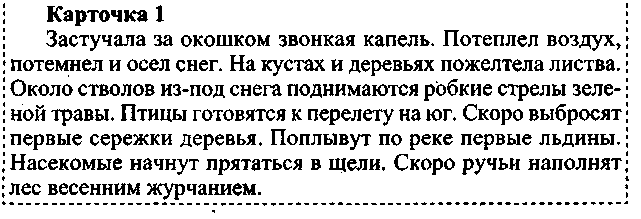 Карточка 1
Застучала за окошком звонкая капель. Потеплел воздух,
потемнел и осел снег. На кустах и деревьях пожелтела листва.
Около стволов из-под снега поднимаются робкие стрелы зеле-
ной травы. Птицы готовятся к перелету на юг. Скоро выбросят
первые сережки деревья. Поплывут по реке первые льдины.
Насекомые начнут прятаться в щели. Скоро ручьи наполнят
лес весенним журчанием.